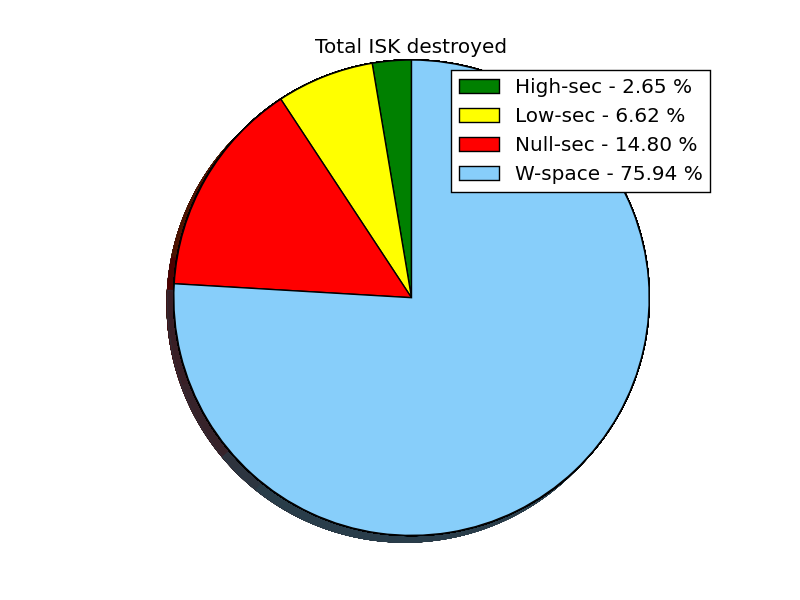 Total ISK destroyed
High-sec - 2.65 %
Low-sec - 6.62 %
Null-sec - 14.80 %
W-space - 75.94 %